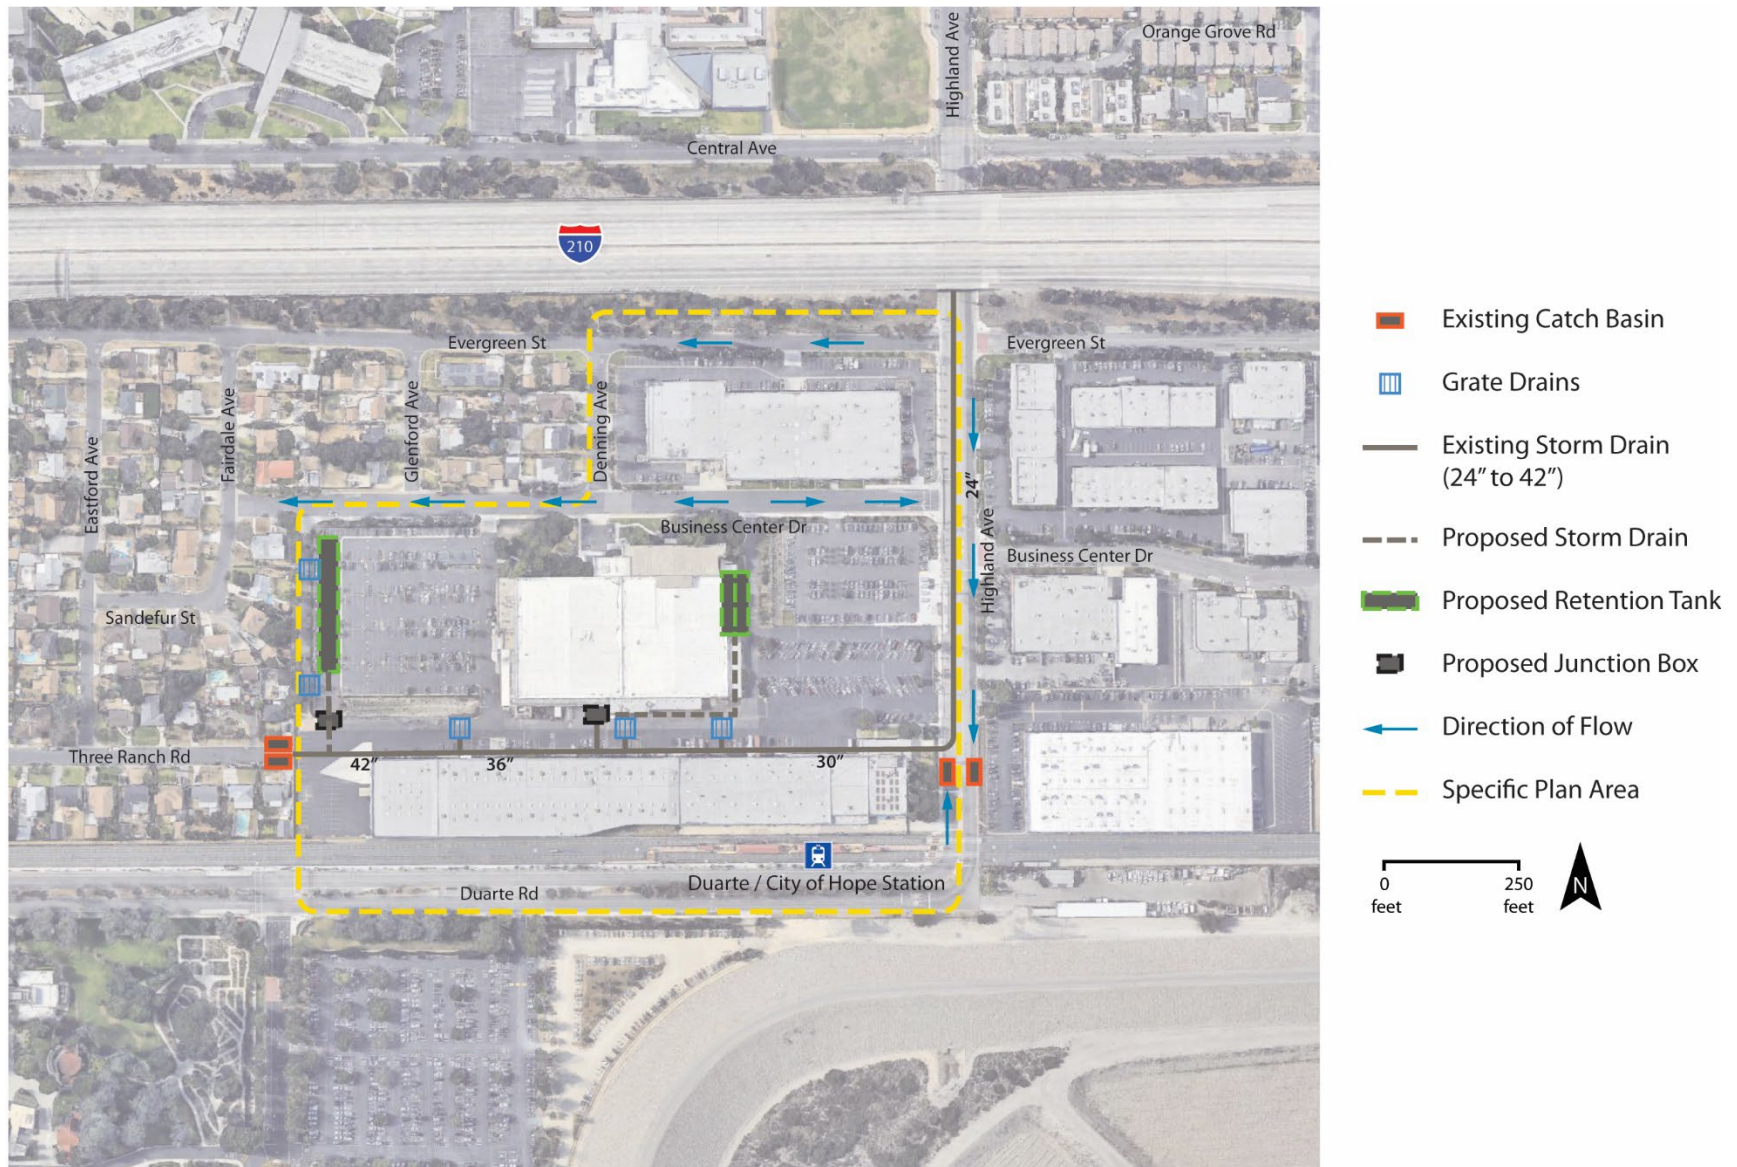 Orange Grove Rd
Highland Ave
Central Ave
210
Evergreen St
Evergreen St
Eastford Ave
Fairdale Ave
Glenford Ave
Denning Ave
24”
Business Center Dr
Highland Ave
Business Center Dr
Sandefur St
Three Ranch Rd
42”
36”
30”
Duarte / City of Hope Station
Duarte Rd
Existing Catch Basin
Grate Drains
Existing Storm Drain
(24” to 42”)
Proposed Storm Drain
Proposed Retention Tank
Proposed Junction Box
Direction of Flow
Specific Plan Area
0
feet
250
feet
N